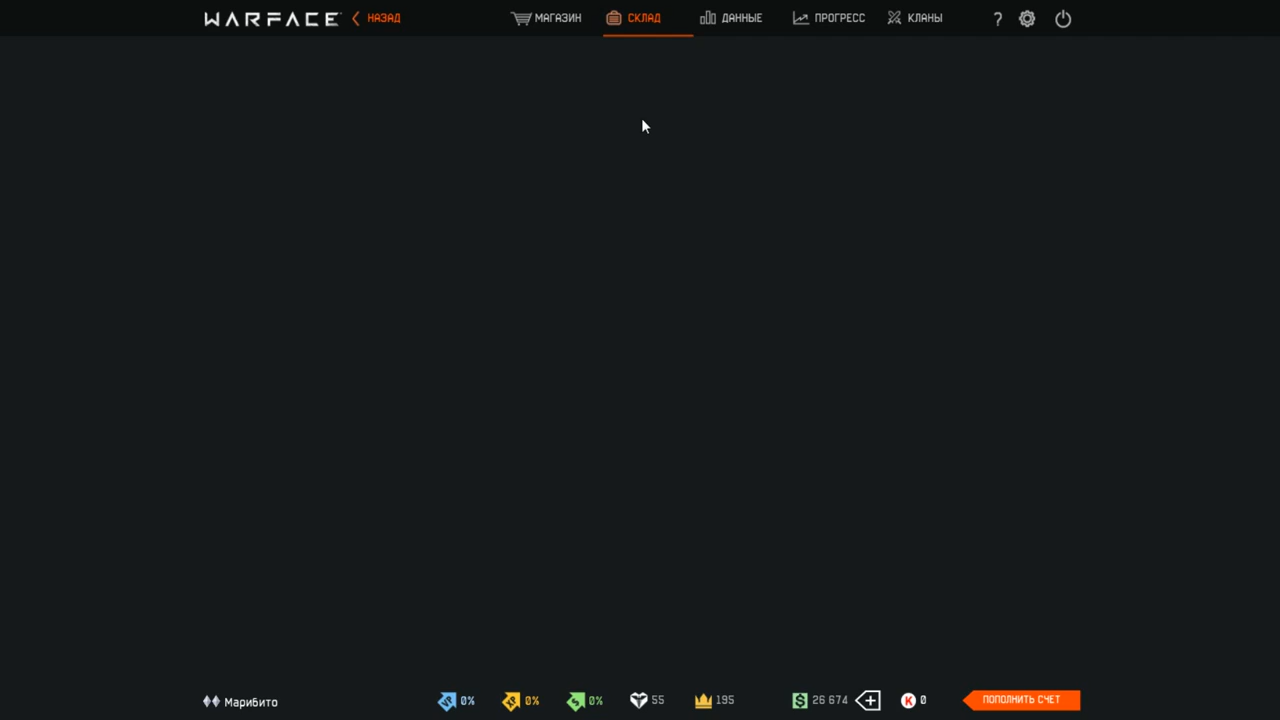 WARFACE НАЗАД МАГАЗИН СКЛАД ДАННЫЕ ПРОГРЕСС КЛАНЫ ?
Марибито 0% 0% 0% 55 195 $ 26 674 K 0 ПОПОЛНИТЬ СЧЕТ